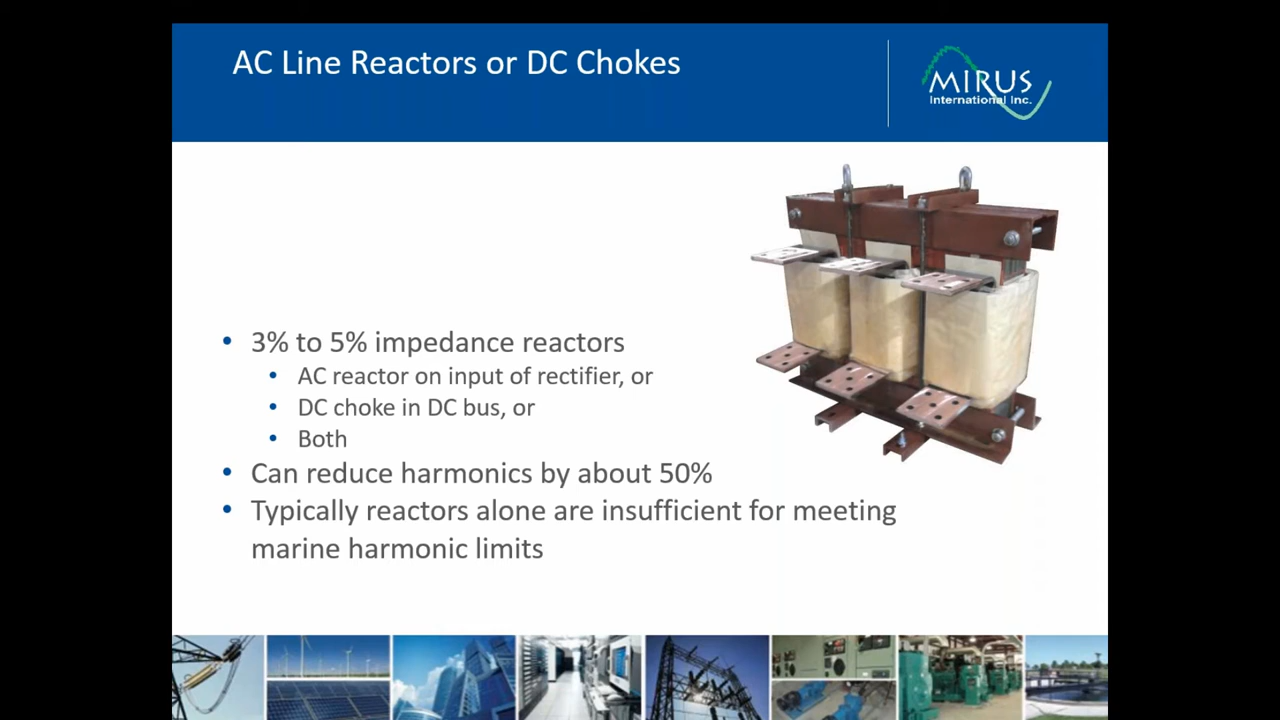 AC Line Reactors or DC Chokes
MIRUS
International Inc.
• 3% to 5% impedance reactors
• AC reactor on input of rectifier, or
• DC choke in DC bus, or
• Both
• Can reduce harmonics by about 50%
• Typically reactors alone are insufficient for meeting
marine harmonic limits